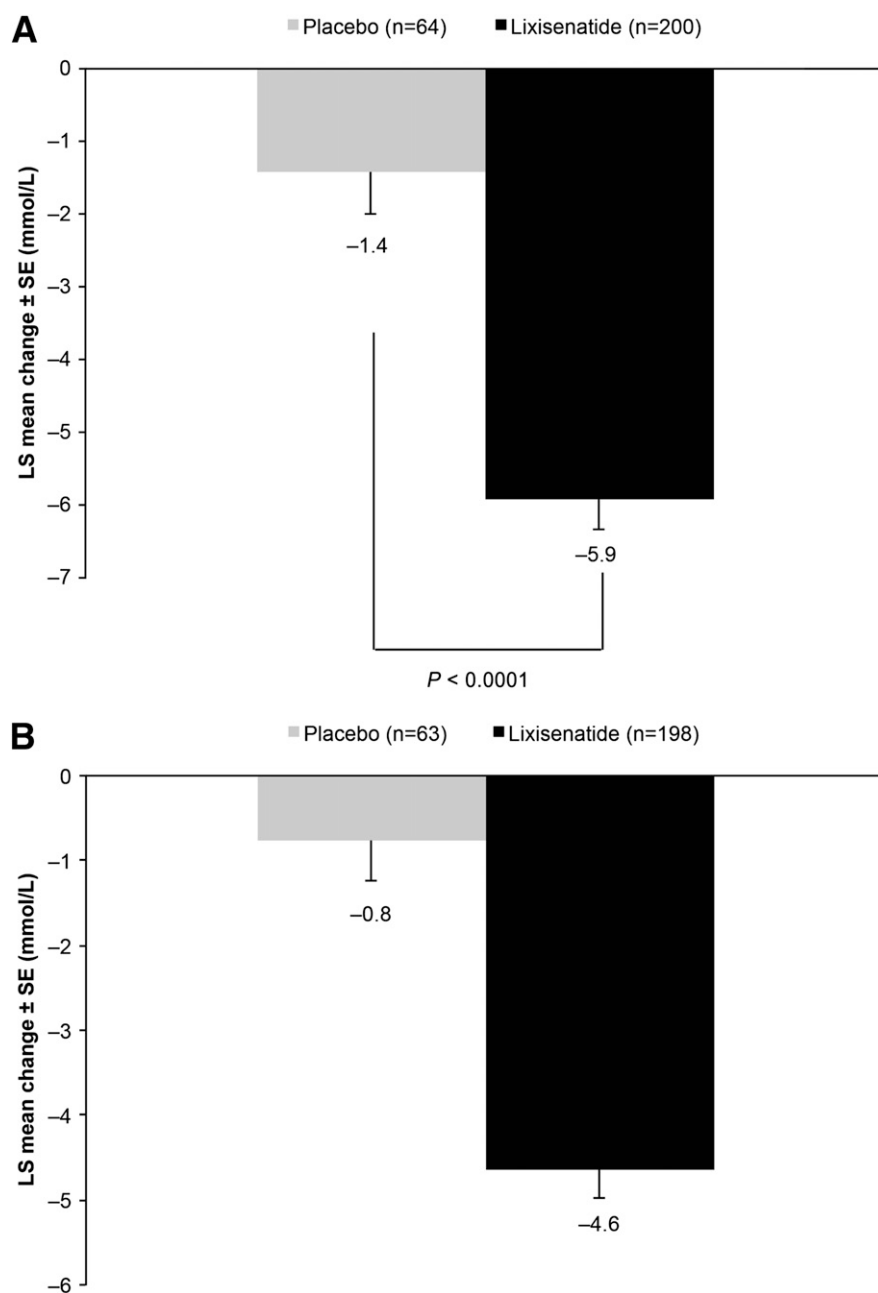 A
Placebo (n=64) Lixisenatide (n=200)
0
–1
–2
–3
–4
–5
–6
–7
LS mean change ± SE (mmol/L)
–1.4
–5.9
P < 0.0001
B
Placebo (n=63) Lixisenatide (n=198)
0
–1
–2
–3
–4
–5
–6
LS mean change ± SE (mmol/L)
–0.8
–4.6